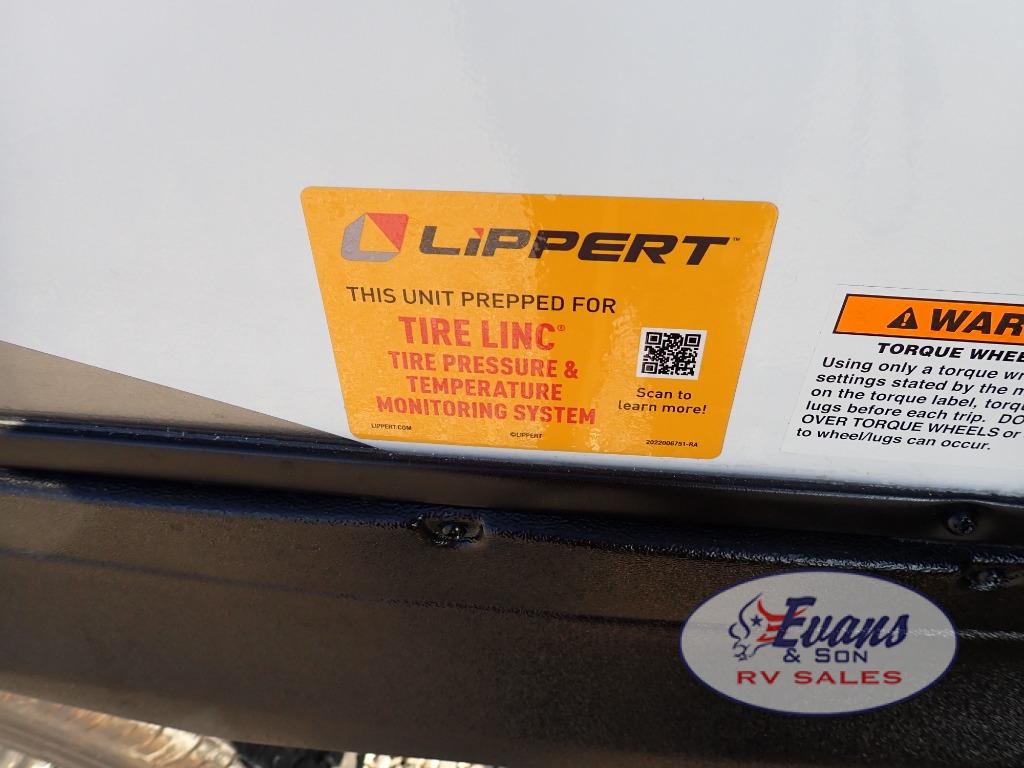 LiPPERT™
THIS UNIT PREPPED FOR
TIRE LINC®
TIRE PRESSURE &
TEMPERATURE
MONITORING SYSTEM
Scan to
learn more!
LIPPERT.COM
©LIPPERT
2022006751-RA
WAR
TORQUE WHEE
Using only a torque wr
settings stated by the m
on the torque label, torqu
lugs before each trip. DO
OVER TORQUE WHEELS or
to wheel/lugs can occur.
Evans
& SON
RV SALES